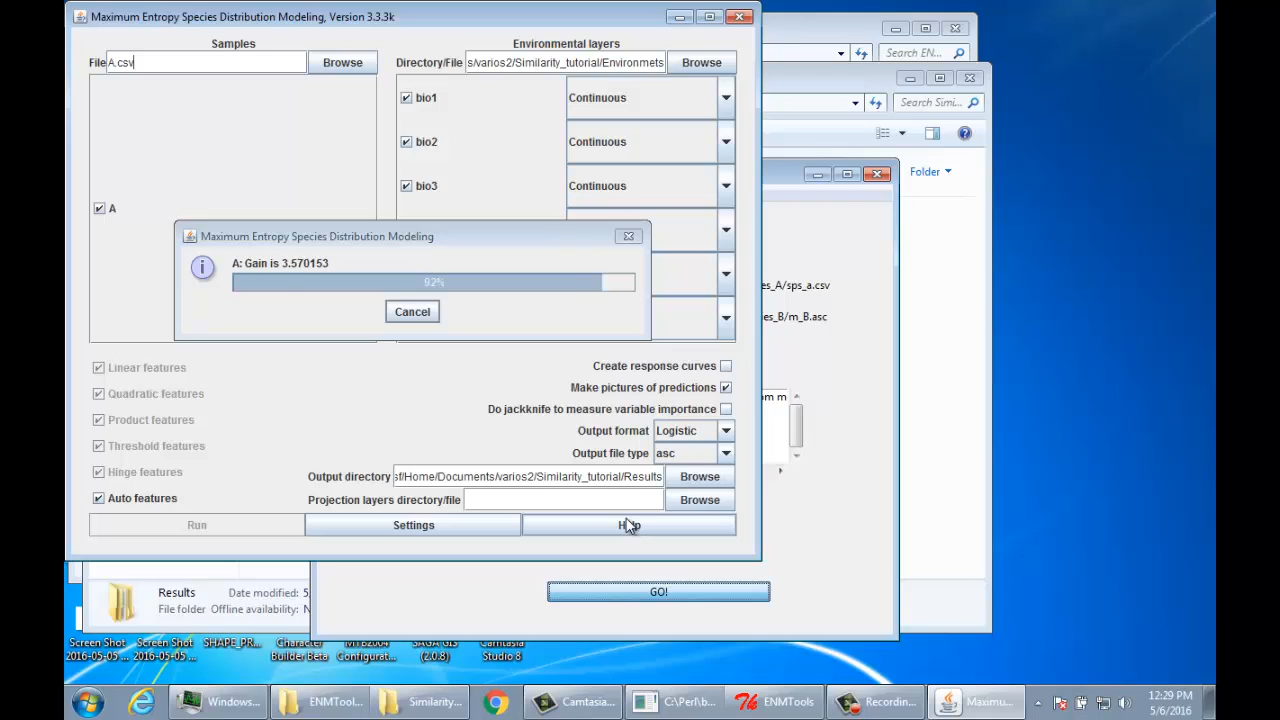 Maximum Entropy Species Distribution Modeling, Version 3.3.3k
Samples
Environmental layers
File A.csv Browse
Directory/File s/varios2/Similarity_tutorial/Environmets Browse
Search EN...
Search Simi...
bio1 Continuous
bio2 Continuous
bio3 Continuous
Folder
A
Maximum Entropy Species Distribution Modeling
A: Gain is 3.570153
92%
Cancel
es_A/sps_a.csv
es_B/m_B.asc
Linear features
Quadratic features
Product features
Threshold features
Hinge features
Auto features
Create response curves
Make pictures of predictions
Do jackknife to measure variable importance
om m
Output format Logistic
Output file type asc
Output directory sf/Home/Documents/varios2/Similarity_tutorial/Results Browse
Projection layers directory/file Browse
Run Settings Help
GO!
Results Date modified: 5,
File folder Offline availability: N
Screen Shot
2016-05-05 ...
Screen Shot
2016-05-05 ...
SHAPE_PR...
Character
Builder Beta
MTB2004
Configurat...
SAGA GIS
(2.0.8)
Camtasia
Studio 8
Windows...
ENMTool...
Similarity...
Camtasia...
C:\Perl\b...
ENMTools
Recordin...
Maximu...
12:29 PM
5/6/2016